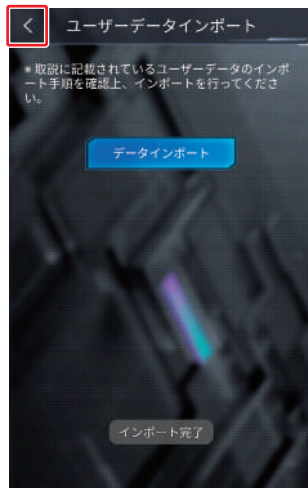 ユーザーデータインポート
※取説に記載されているユーザーデータのインポ
ート手順を確認上、インポートを行ってくださ
い。
データインポート
インポート完了